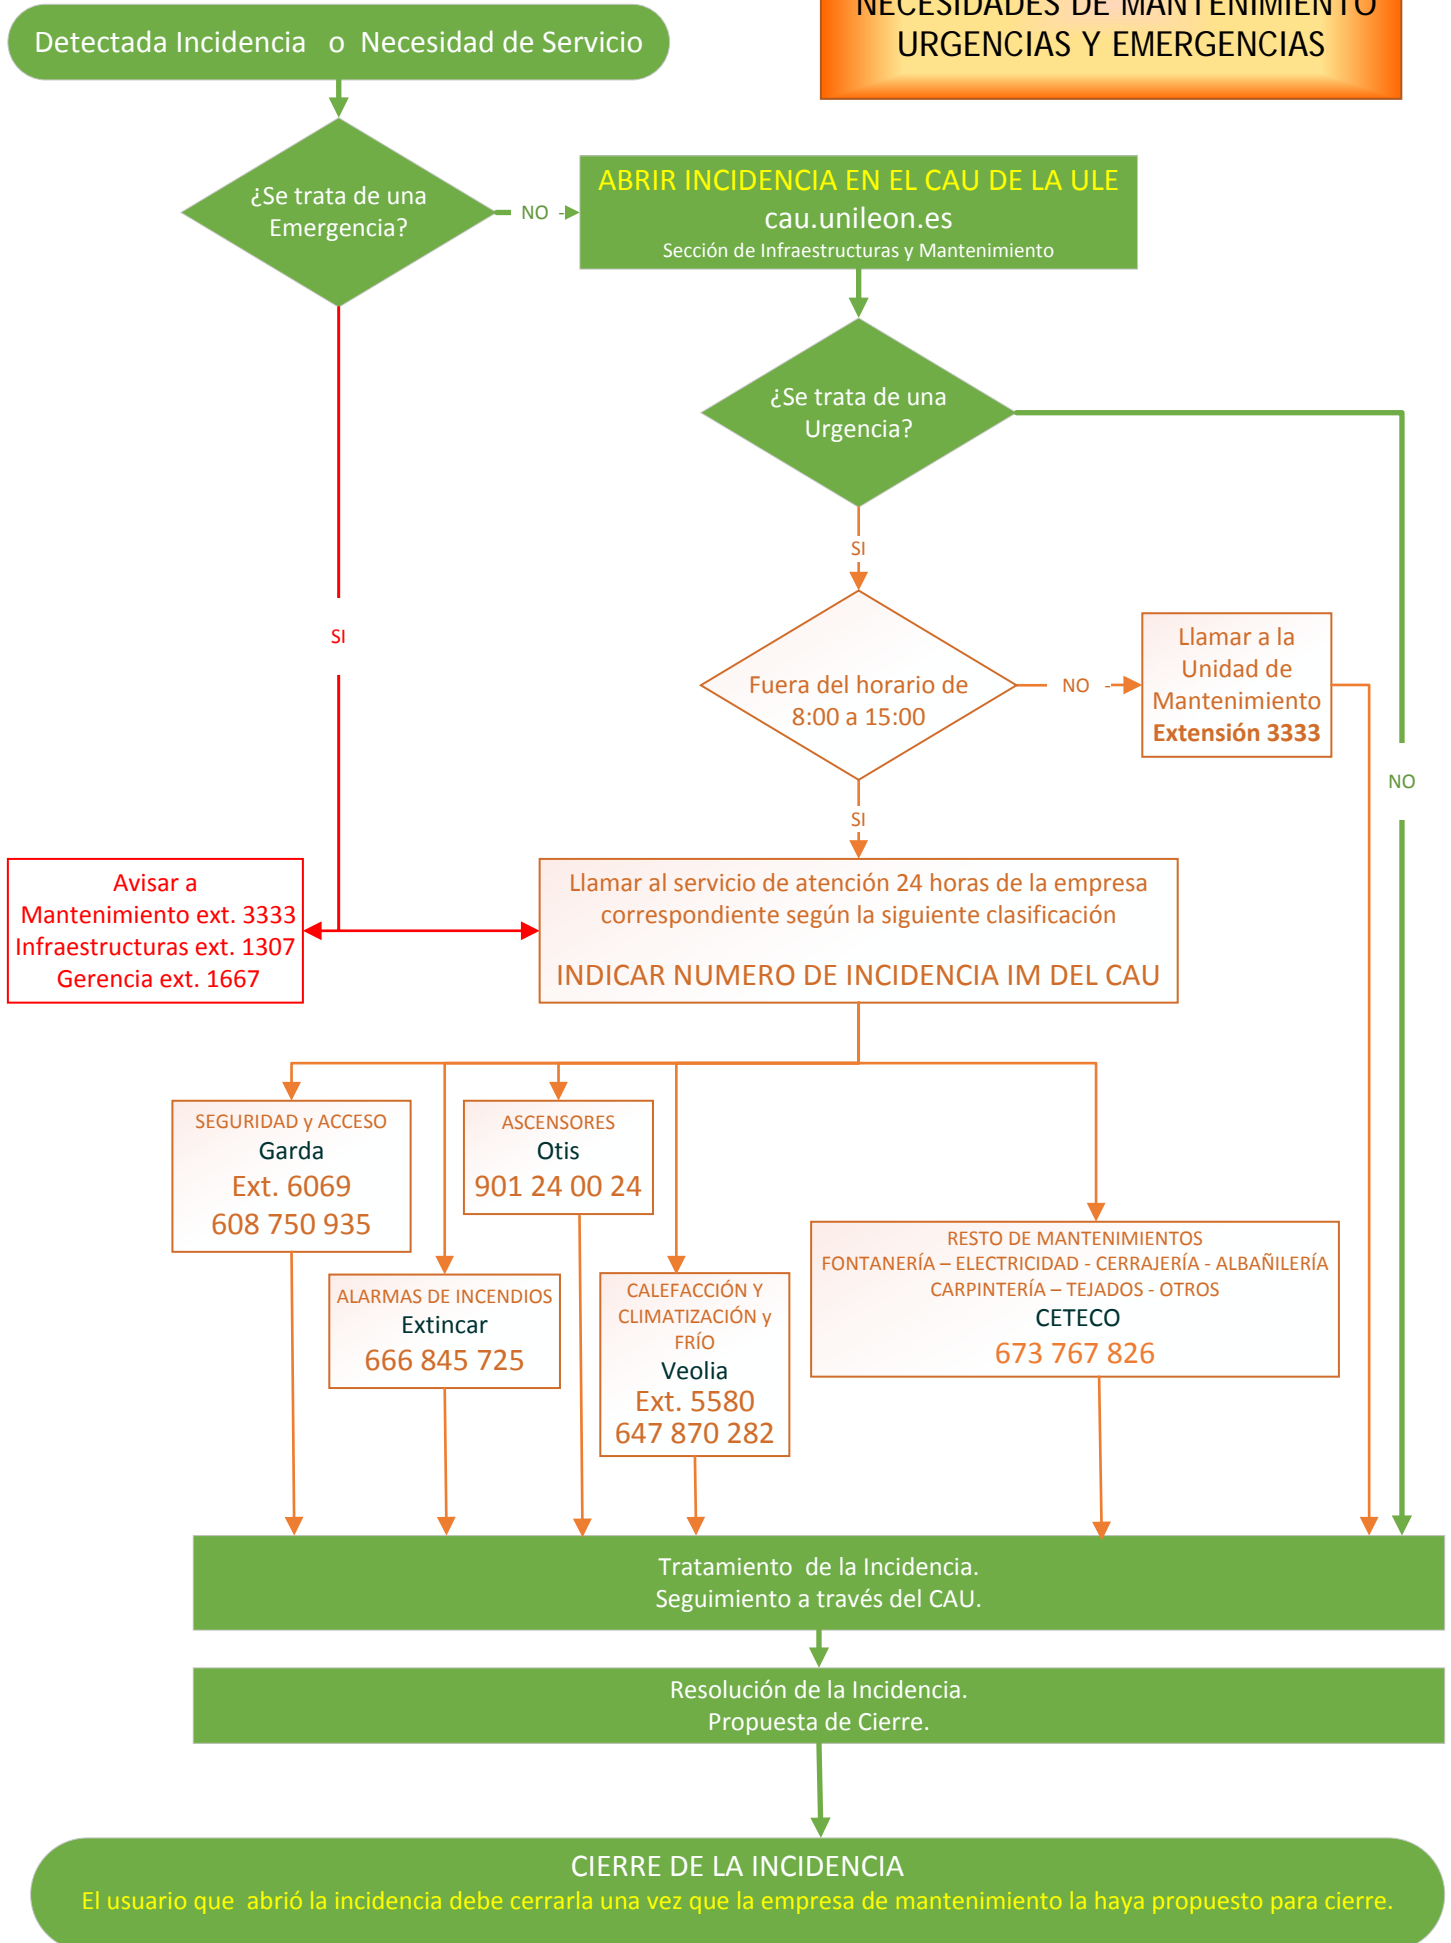 NECESIDADES DE MANTENIMIENTO
URGENCIAS Y EMERGENCIAS
Detectada Incidencia o Necesidad de Servicio
¿Se trata de una
Emergencia?
NO
ABRIR INCIDENCIA EN EL CAU DE LA ULE
cau.unileon.es
Sección de Infraestructuras y Mantenimiento
¿Se trata de una
Urgencia?
SI
SI
Fuera del horario de
8:00 a 15:00
NO
Llamar a la
Unidad de
Mantenimiento
Extensión 3333
NO
SI
Avisar a
Mantenimiento ext. 3333
Infraestructuras ext. 1307
Gerencia ext. 1667
Llamar al servicio de atención 24 horas de la empresa
correspondiente según la siguiente clasificación
INDICAR NUMERO DE INCIDENCIA IM DEL CAU
SEGURIDAD y ACCESO
Garda
Ext. 6069
608 750 935
ASCENSORES
Otis
901 24 00 24
ALARMAS DE INCENDIOS
Extincar
666 845 725
CALEFACCIÓN Y
CLIMATIZACIÓN y
FRÍO
Veolia
Ext. 5580
647 870 282
RESTO DE MANTENIMIENTOS
FONTANERÍA – ELECTRICIDAD - CERRAJERÍA - ALBAÑILERÍA
CARPINTERÍA – TEJADOS - OTROS
CETECO
673 767 826
Tratamiento de la Incidencia.
Seguimiento a través del CAU.
Resolución de la Incidencia.
Propuesta de Cierre.
CIERRE DE LA INCIDENCIA
El usuario que abrió la incidencia debe cerrarla una vez que la empresa de mantenimiento la haya propuesto para cierre.